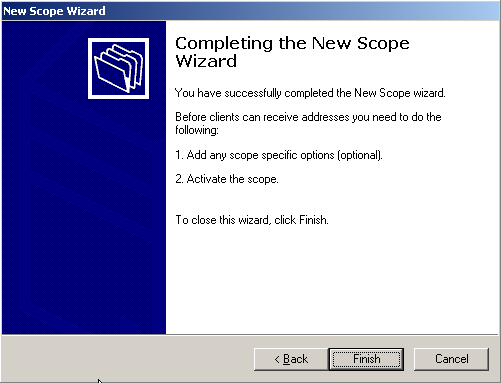 New Scope Wizard
Completing the New Scope
Wizard
You have successfully completed the New Scope wizard.
Before clients can receive addresses you need to do the
following:
1. Add any scope specific options (optional).
2. Activate the scope.
To close this wizard, click Finish.
< Back Finish Cancel